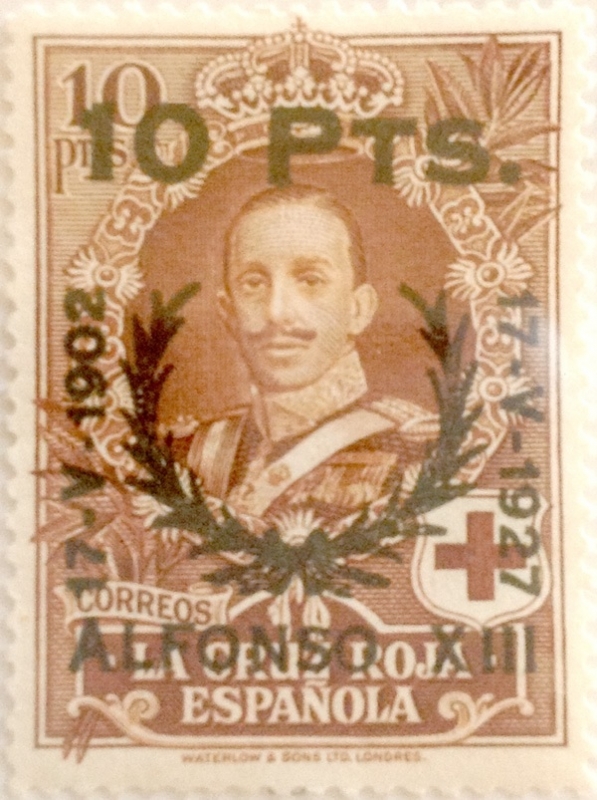 10
PTAS
10 PTS.
17-V-1902
17-V-1927
CORREOS
ALFONSO XIII
LA CRUZ ROJA
ESPAÑOLA
WATERLOW & SONS LTD. LONDRES.